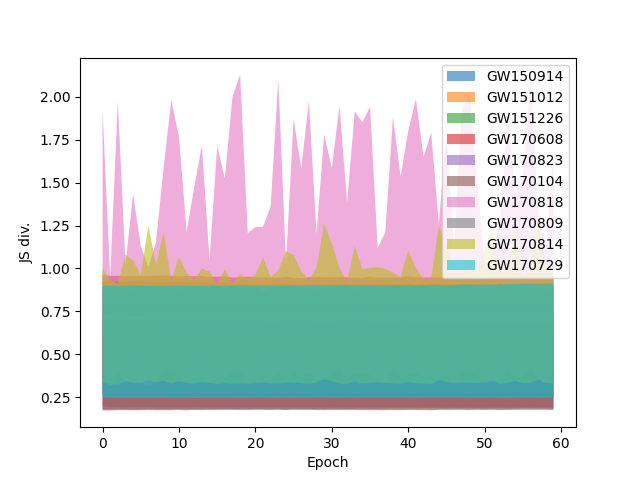 2.00
1.75
1.50
1.25
1.00
0.75
0.50
0.25
JS div.
0
10
20
30
40
50
60
Epoch
GW150914
GW151012
GW151226
GW170608
GW170823
GW170104
GW170818
GW170809
GW170814
GW170729